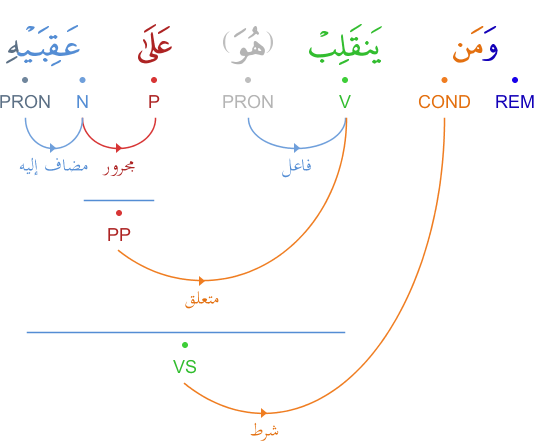 وَمَن يَنقَلِبْ (هُوَ) عَلَىٰ عَقِبَيْهِ
REM COND V PRON P N PRON
فاعل مجرور مضاف إليه
PP
متعلق
VS
شرط